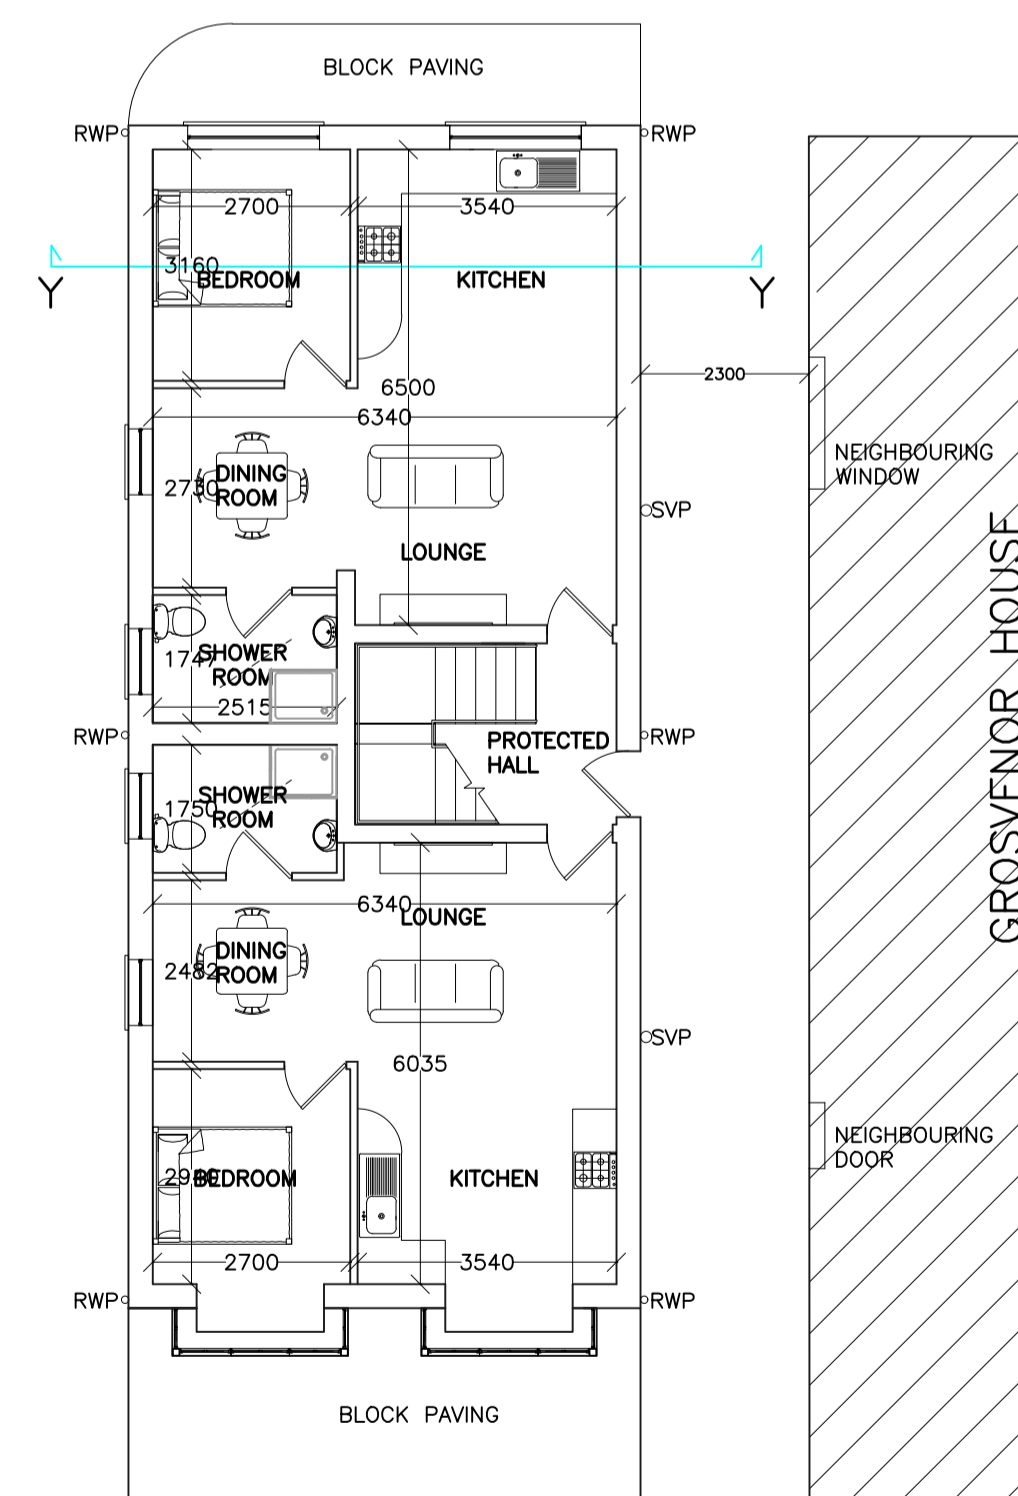 BLOCK PAVING
RWP
RWP
2700
3540
3160
BEDROOM
KITCHEN
Y
Y
2300
6500
6340
NEIGHBOURING
WINDOW
DINING
ROOM
2730
SVP
GROSVENOR HOUSE
LOUNGE
SHOWER
ROOM
1747
2515
RWP
RWP
PROTECTED
HALL
SHOWER
ROOM
1750
6340
LOUNGE
DINING
ROOM
2482
SVP
6035
NEIGHBOURING
DOOR
BEDROOM
KITCHEN
2700
3540
RWP
RWP
BLOCK PAVING